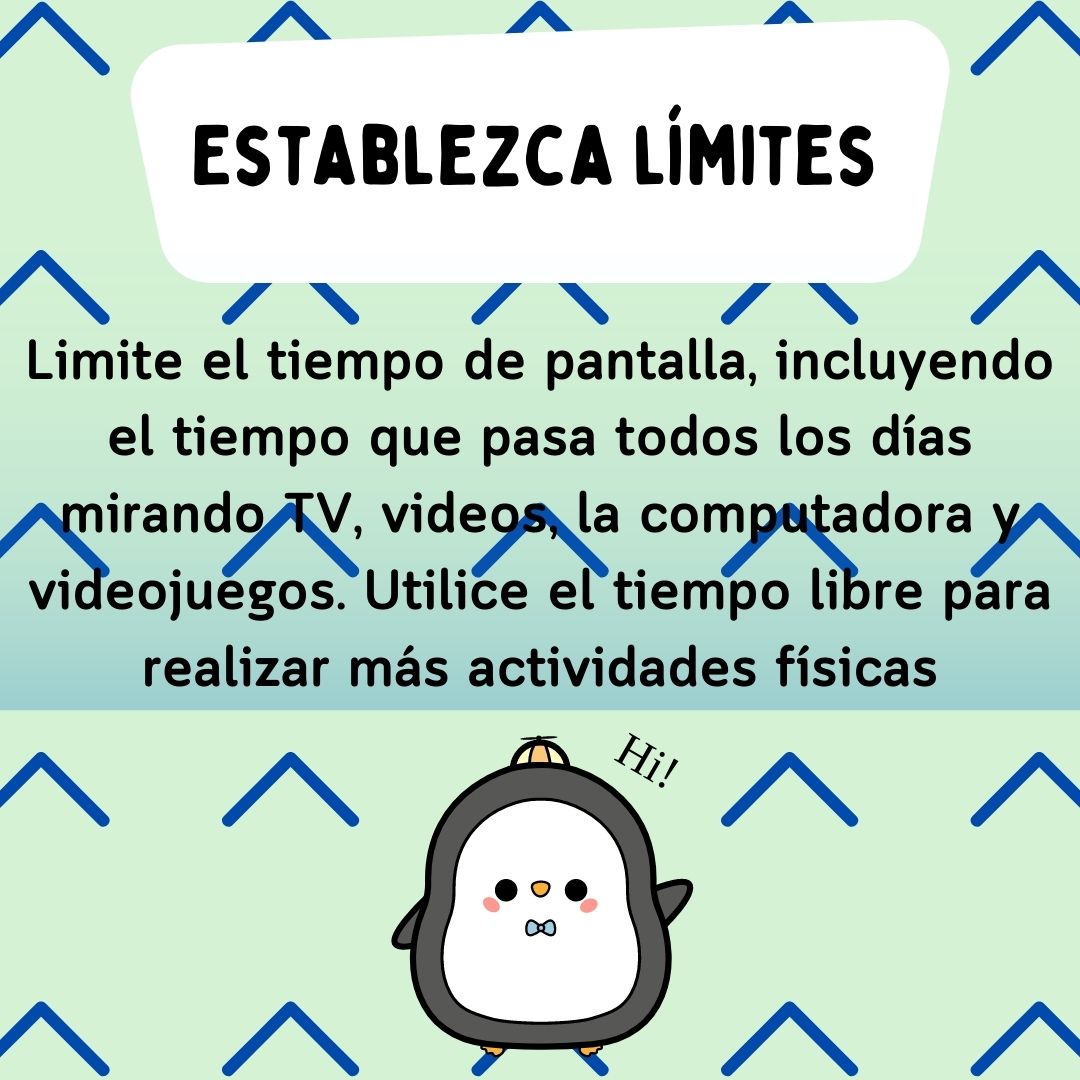 ESTABLEZCA LÍMITES
Limite el tiempo de pantalla, incluyendo
el tiempo que pasa todos los días
mirando TV, videos, la computadora y
videojuegos. Utilice el tiempo libre para
realizar más actividades físicas
Hi!